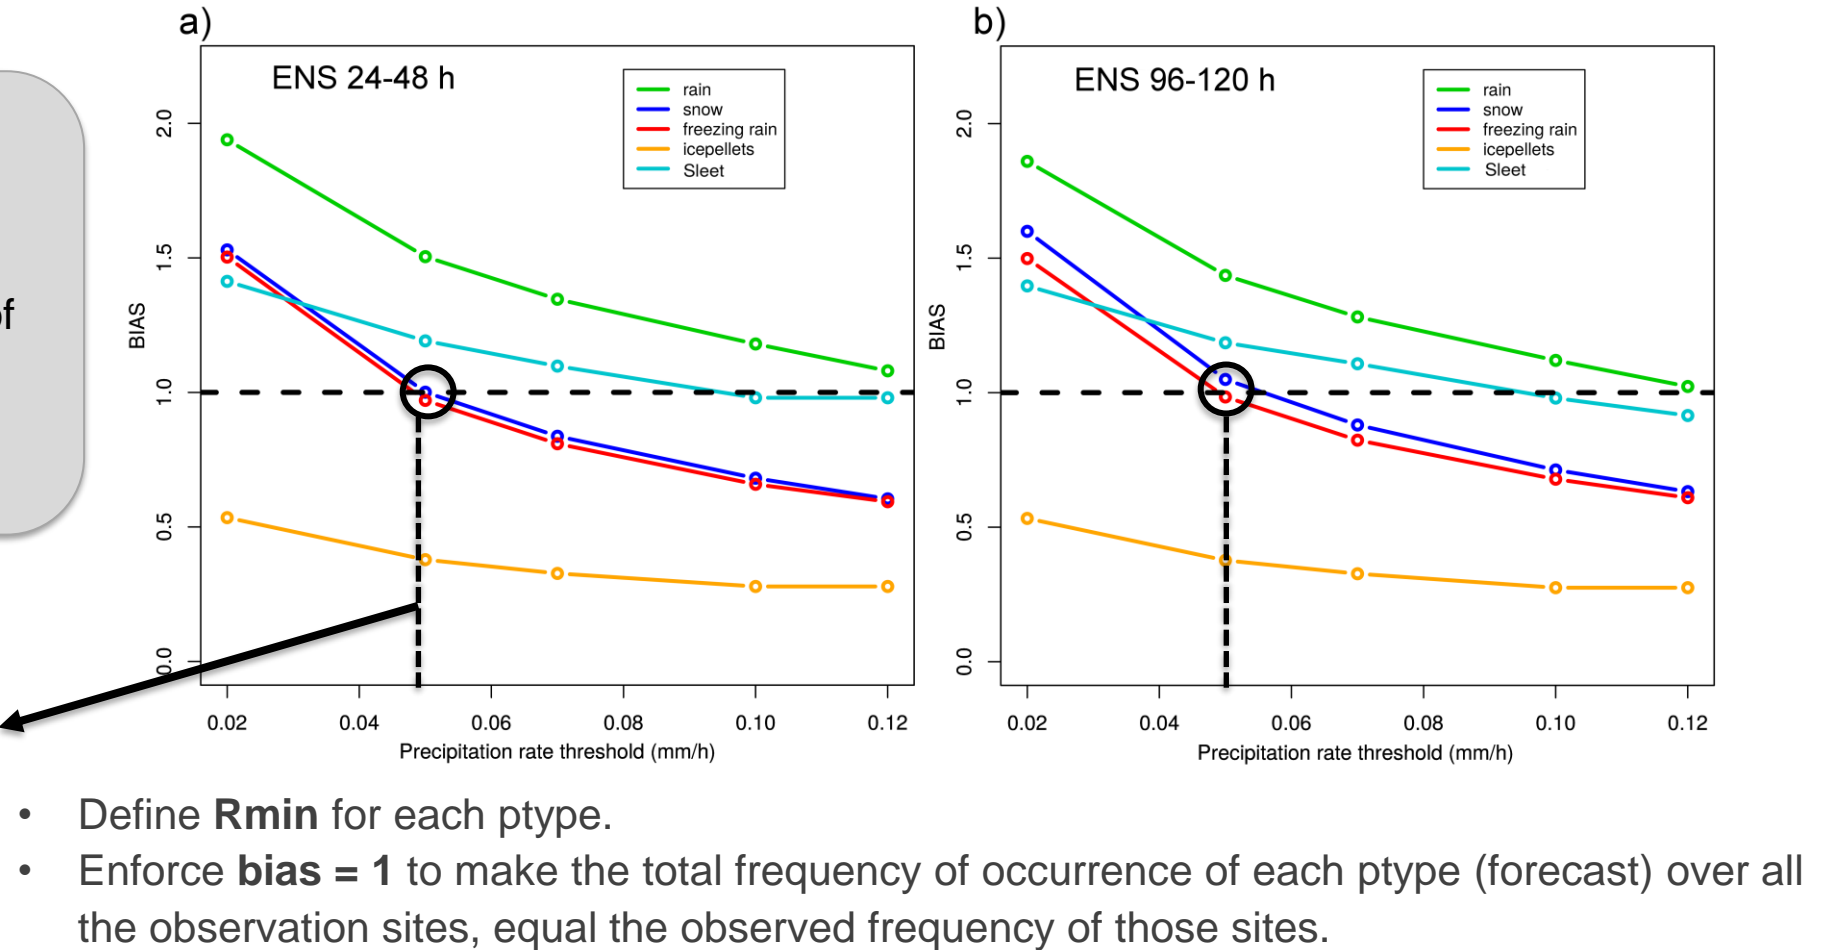 a)
ENS 24-48 h
rain
snow
freezing rain
icepellets
Sleet
BIAS
2.0
1.5
1.0
0.5
0.0
0.02 0.04 0.06 0.08 0.10 0.12
Precipitation rate threshold (mm/h)
b)
ENS 96-120 h
rain
snow
freezing rain
icepellets
Sleet
BIAS
2.0
1.5
1.0
0.5
0.0
0.02 0.04 0.06 0.08 0.10 0.12
Precipitation rate threshold (mm/h)
of
• Define Rmin for each ptype.
• Enforce bias = 1 to make the total frequency of occurrence of each ptype (forecast) over all
the observation sites, equal the observed frequency of those sites.